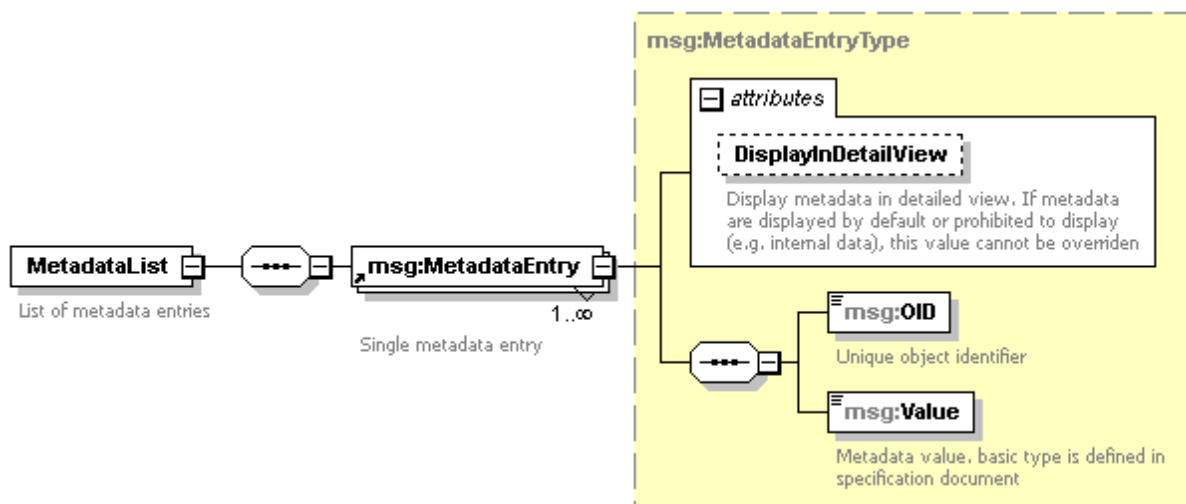 msg:MetadataEntryType
attributes
DisplayInDetailView
Display metadata in detailed view. If metadata
are displayed by default or prohibited to display
(e.g. internal data), this value cannot be overriden
MetadataList
List of metadata entries
msg:MetadataEntry
1..∞
Single metadata entry
msg:OID
Unique object identifier
msg:Value
Metadata value. basic type is defined in
specification document